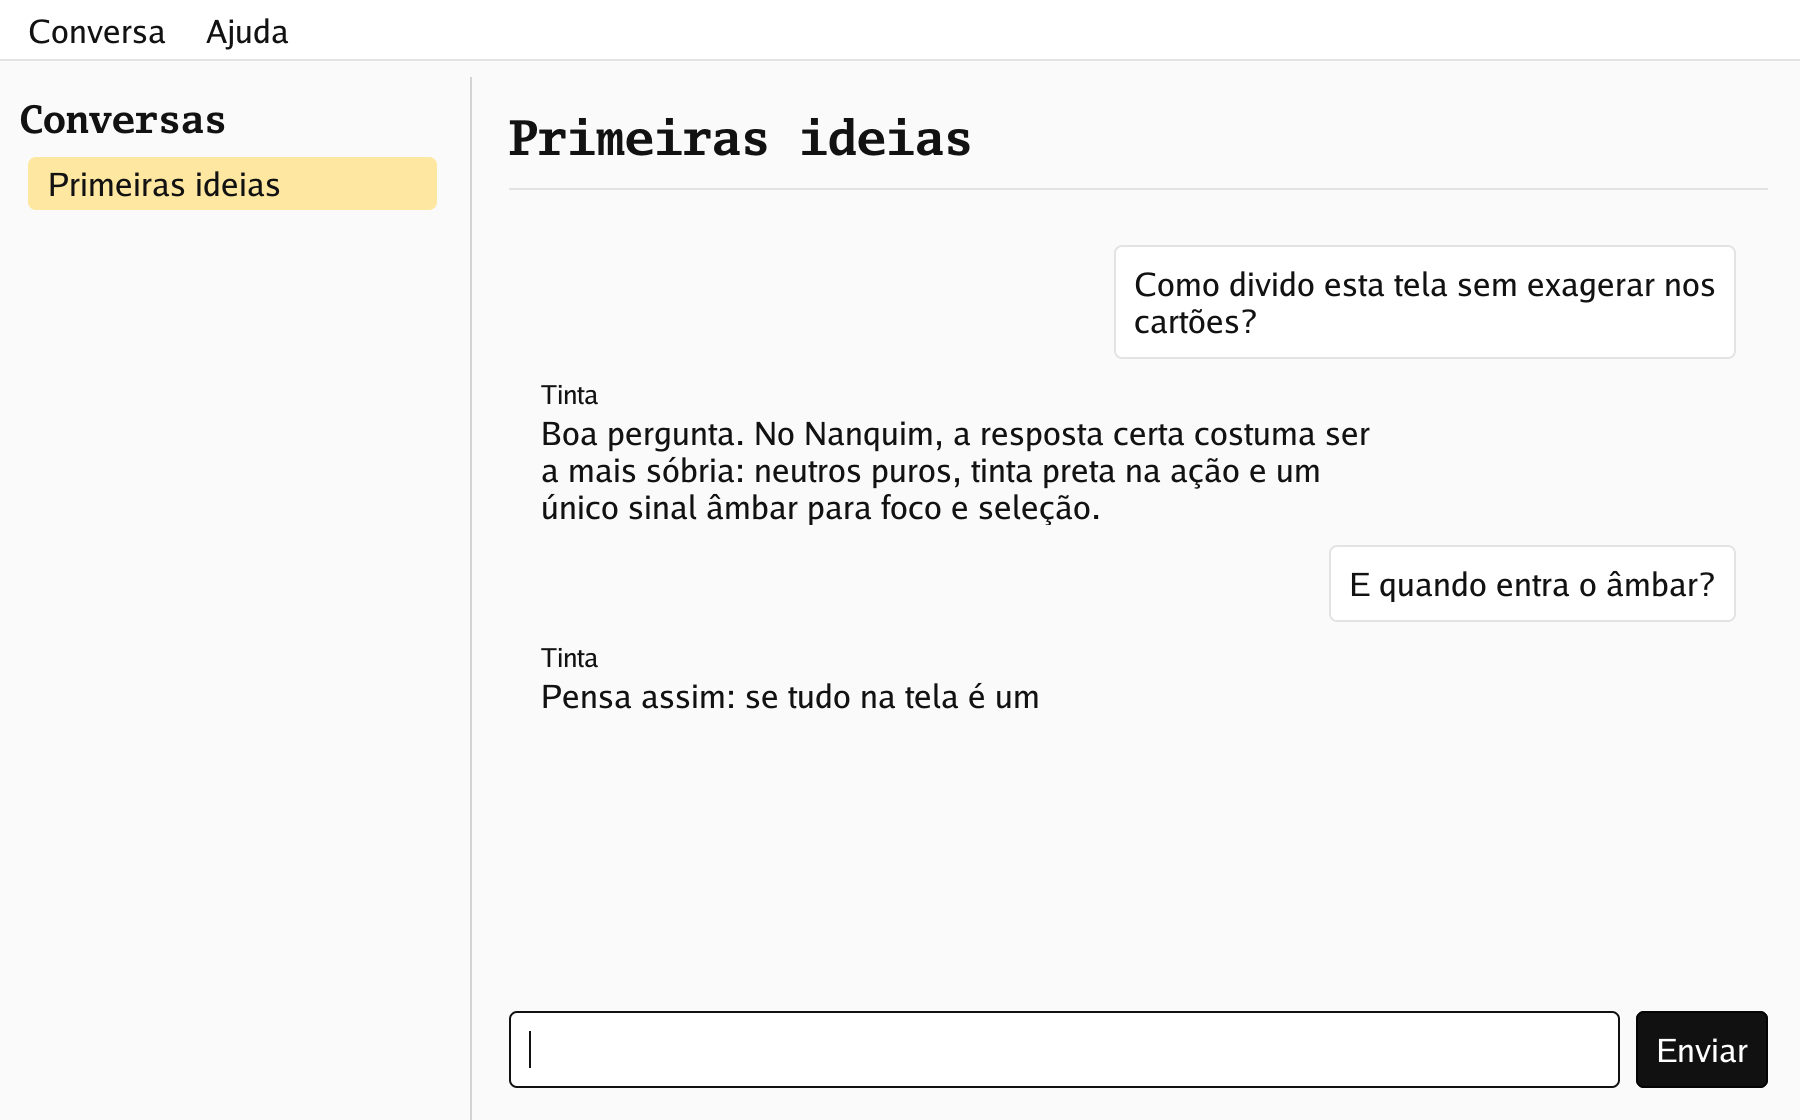 Conversa Ajuda
Conversas
Primeiras ideias
Primeiras ideias
Como divido esta tela sem exagerar nos
cartões?
Tinta
Boa pergunta. No Nanquim, a resposta certa costuma ser
a mais sóbria: neutros puros, tinta preta na ação e um
único sinal âmbar para foco e seleção.
E quando entra o âmbar?
Tinta
Pensa assim: se tudo na tela é um
Enviar